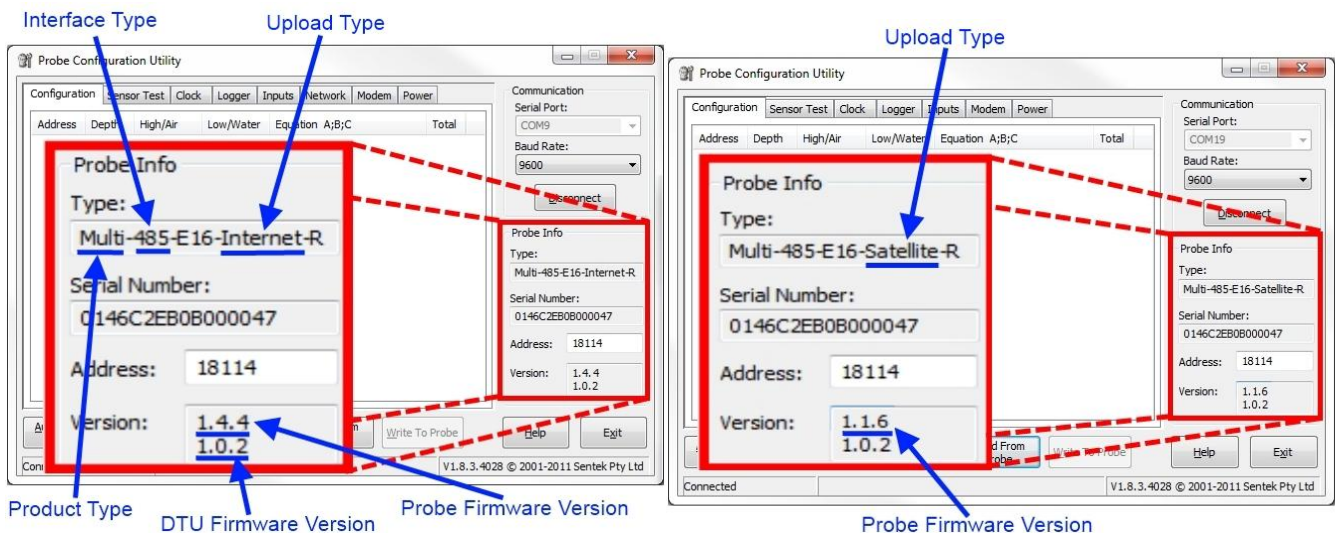 Interface Type
Upload Type
Probe Configuration Utility
Configuration Sensor Test Clock Logger Inputs Network Modem Power
Address Depth High/Air Low/Water Equation A;B;C Total
Communication
Serial Port:
COM9
Baud Rate:
9600
Disconnect
Probe Info
Type:
Multi-485-E16-Internet-R
Serial Number:
0146C2EB0B000047
Address: 18114
Version: 1.4.4
1.0.2
Probe Info
Type:
Multi-485-E16-Internet-R
Serial Number:
0146C2EB0B000047
Address: 18114
Version: 1.4.4
1.0.2
Write To Probe
Help
Exit
V1.8.3.4028 © 2001-2011 Sentek Pty Ltd
Product Type
DTU Firmware Version
Probe Firmware Version
Upload Type
Probe Configuration Utility
Configuration Sensor Test Clock Logger Inputs Modem Power
Address Depth High/Air Low/Water Equation A;B;C Total
Communication
Serial Port:
COM19
Baud Rate:
9600
Disconnect
Probe Info
Type:
Multi-485-E16-Satellite-R
Serial Number:
0146C2EB0B000047
Address: 18114
Version: 1.1.6
1.0.2
Probe Info
Type:
Multi-485-E16-Satellite-R
Serial Number:
0146C2EB0B000047
Address: 18114
Version: 1.1.6
1.0.2
From
Probe
Write To Probe
Help
Exit
Connected
V1.8.3.4028 © 2001-2011 Sentek Pty Ltd
Probe Firmware Version